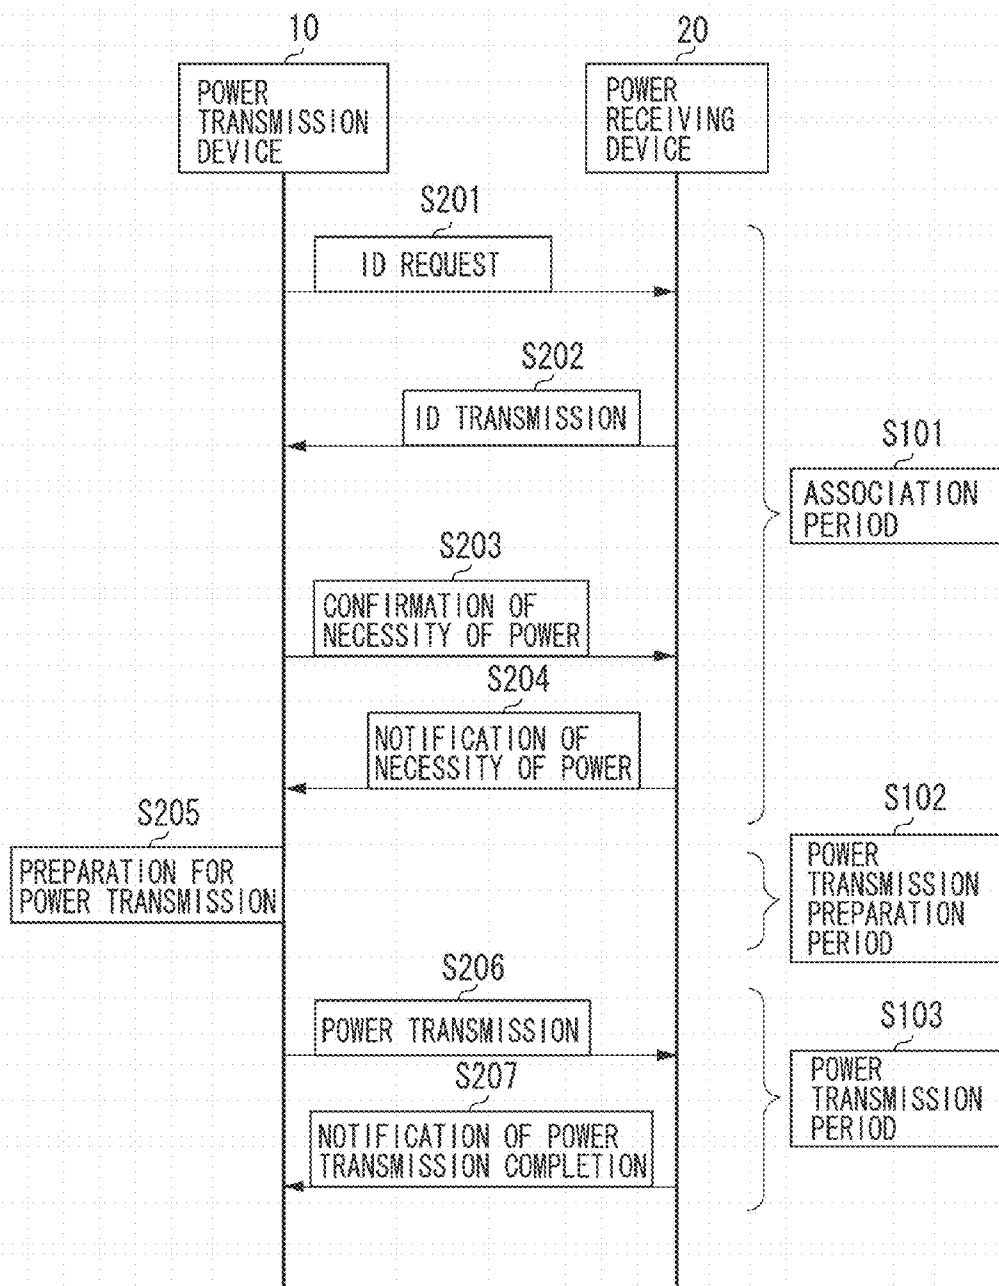 10
20
POWER
TRANSMISSION
DEVICE
POWER
RECEIVING
DEVICE
S201
ID REQUEST
S202
ID TRANSMISSION
S101
ASSOCIATION
PERIOD
S203
CONFIRMATION OF
NECESSITY OF POWER
S204
NOTIFICATION OF
NECESSITY OF POWER
S205
PREPARATION FOR
POWER TRANSMISSION
S102
POWER
TRANSMISSION
PREPARATION
PERIOD
S206
POWER TRANSMISSION
S103
POWER
TRANSMISSION
PERIOD
S207
NOTIFICATION OF POWER
TRANSMISSION COMPLETION